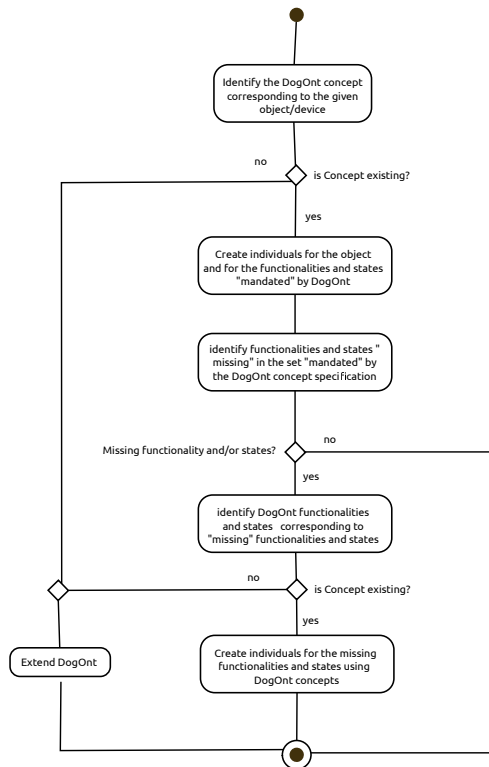 Identify the DogOnt concept
corresponding to the given
object/device
no
is Concept existing?
yes
Create individuals for the object
and for the functionalities and states
"mandated" by DogOnt
identify functionalities and states "
missing" in the set "mandated" by
the DogOnt concept specification
no
Missing functionality and/or states?
yes
identify DogOnt functionalities
and states corresponding to
"missing" functionalities and states
no
is Concept existing?
yes
Create individuals for the missing
functionalities and states using
DogOnt concepts
Extend DogOnt